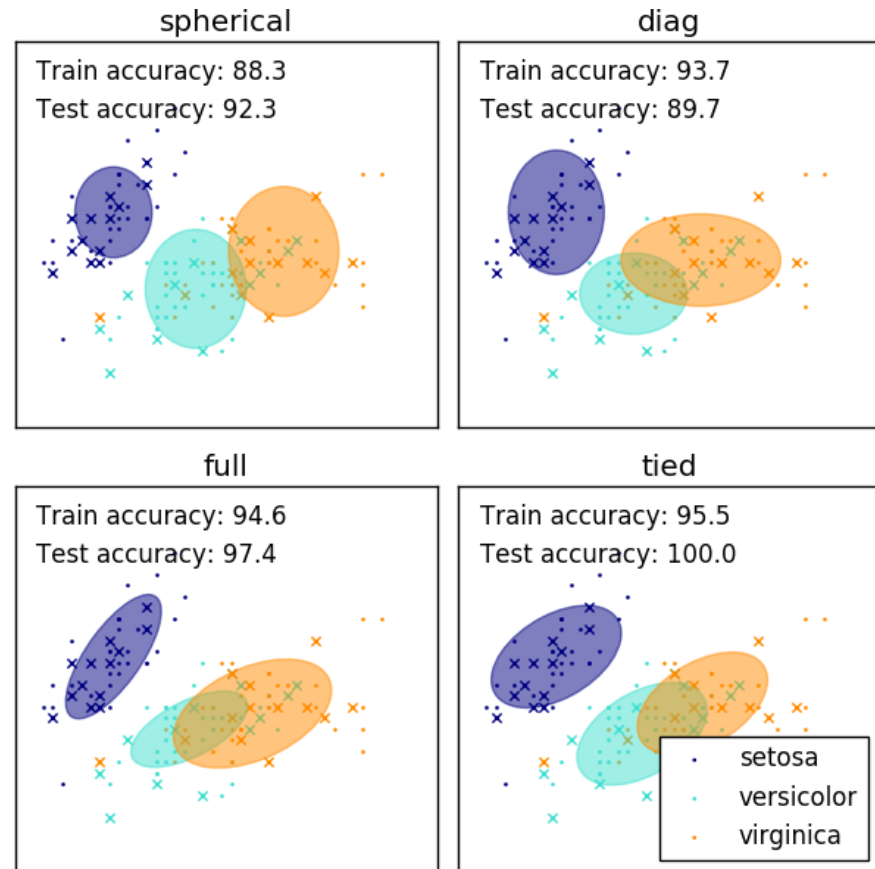 spherical
Train accuracy: 88.3
Test accuracy: 92.3
diag
Train accuracy: 93.7
Test accuracy: 89.7
full
Train accuracy: 94.6
Test accuracy: 97.4
tied
Train accuracy: 95.5
Test accuracy: 100.0
setosa
versicolor
virginica